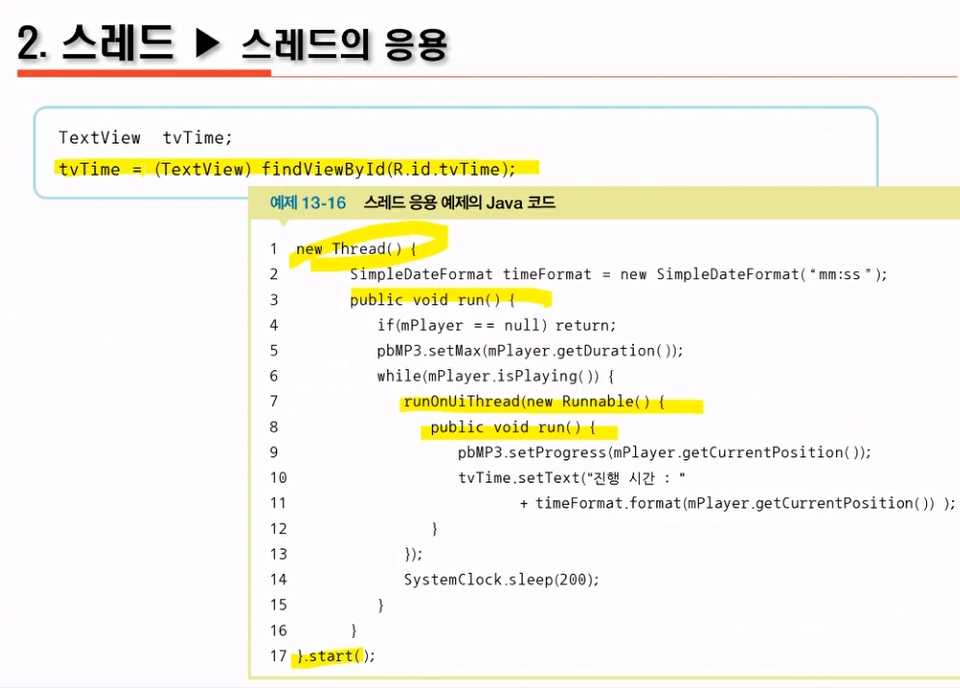 2. 스레드 ▶ 스레드의 응용
TextView tvTime;
tvTime = (TextView) findViewById(R.id.tvTime);
예제 13-16 스레드 응용 예제의 Java 코드
1 new Thread() {
2 SimpleDateFormat timeFormat = new SimpleDateFormat(“mm:ss”);
3 public void run() {
4 if(mPlayer == null) return;
5 pbMP3.setMax(mPlayer.getDuration());
6 while(mPlayer.isPlaying()) {
7 runOnUiThread(new Runnable() {
8 public void run() {
9 pbMP3.setProgress(mPlayer.getCurrentPosition());
10 tvTime.setText("진행 시간 : "
11 + timeFormat.format(mPlayer.getCurrentPosition()) );
12 }
13 });
14 SystemClock.sleep(200);
15 }
16 }
17 }.start();